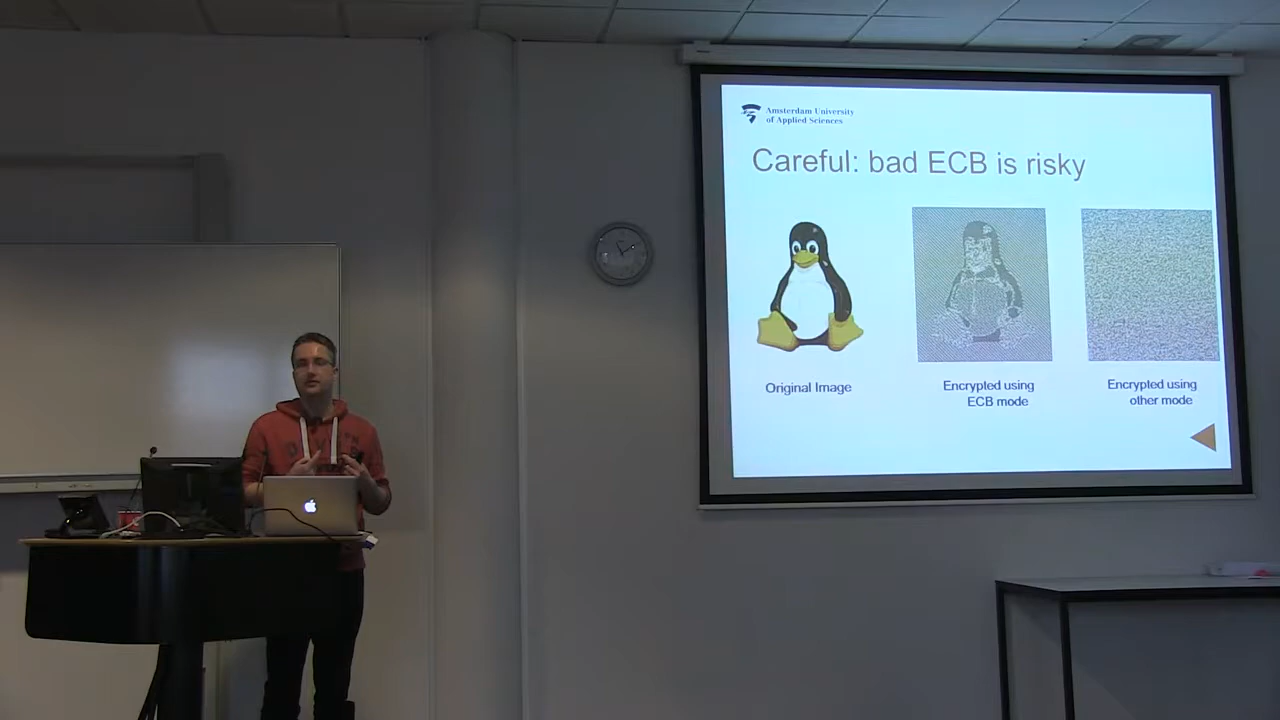 Amsterdam University
of Applied Sciences
Careful: bad ECB is risky
Original Image
Encrypted using
ECB mode
Encrypted using
other mode